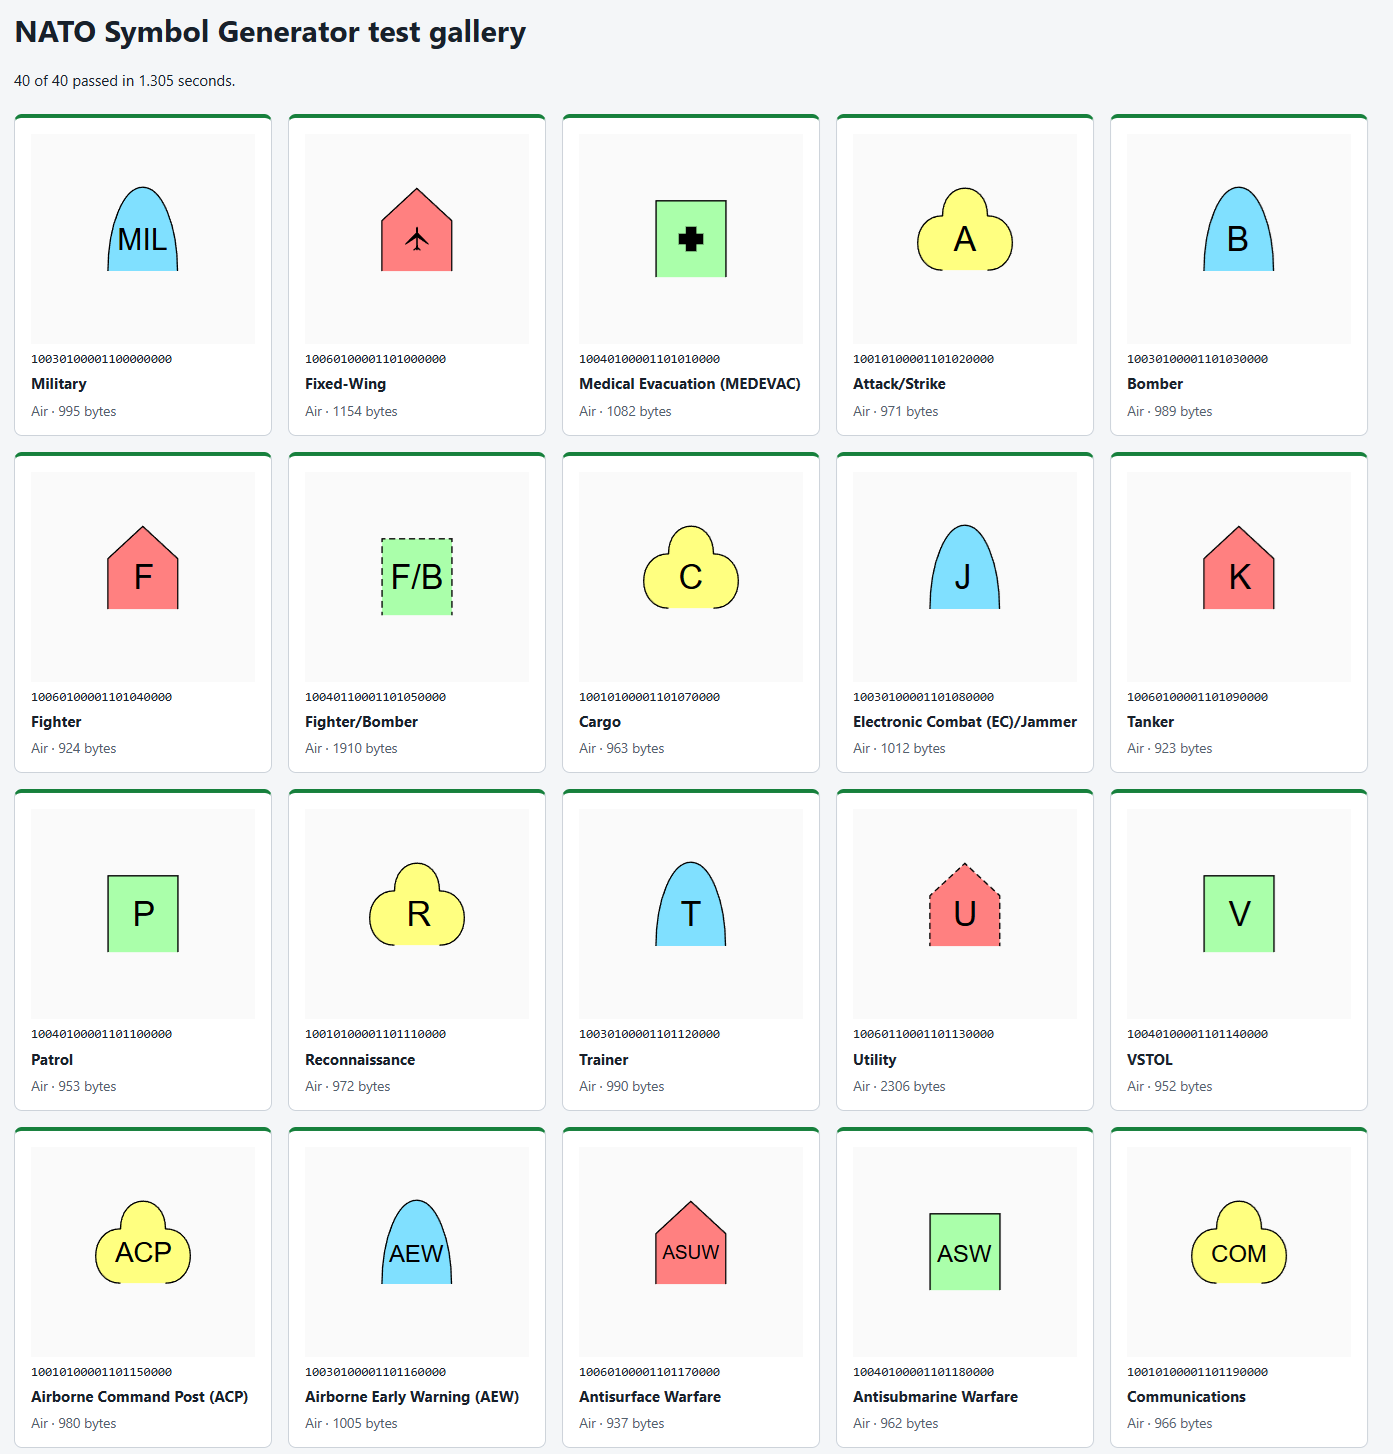 NATO Symbol Generator test gallery
40 of 40 passed in 1.305 seconds.
MIL
10030100001100000000
Military
Air · 995 bytes
10060100001101000000
Fixed-Wing
Air · 1154 bytes
10040100001101010000
Medical Evacuation (MEDEVAC)
Air · 1082 bytes
A
10010100001101020000
Attack/Strike
Air · 971 bytes
B
10030100001101030000
Bomber
Air · 989 bytes
F
10060100001101040000
Fighter
Air · 924 bytes
F/B
10040110001101050000
Fighter/Bomber
Air · 1910 bytes
C
10010100001101070000
Cargo
Air · 963 bytes
J
10030100001101080000
Electronic Combat (EC)/Jammer
Air · 1012 bytes
K
10060100001101090000
Tanker
Air · 923 bytes
P
10040100001101100000
Patrol
Air · 953 bytes
R
10010100001101110000
Reconnaissance
Air · 972 bytes
T
10030100001101120000
Trainer
Air · 990 bytes
U
10060110001101130000
Utility
Air · 2306 bytes
V
10040100001101140000
VSTOL
Air · 952 bytes
ACP
10010100001101150000
Airborne Command Post (ACP)
Air · 980 bytes
AEW
10030100001101160000
Airborne Early Warning (AEW)
Air · 1005 bytes
ASUW
10060100001101170000
Antisurface Warfare
Air · 937 bytes
ASW
10040100001101180000
Antisubmarine Warfare
Air · 962 bytes
COM
10010100001101190000
Communications
Air · 966 bytes